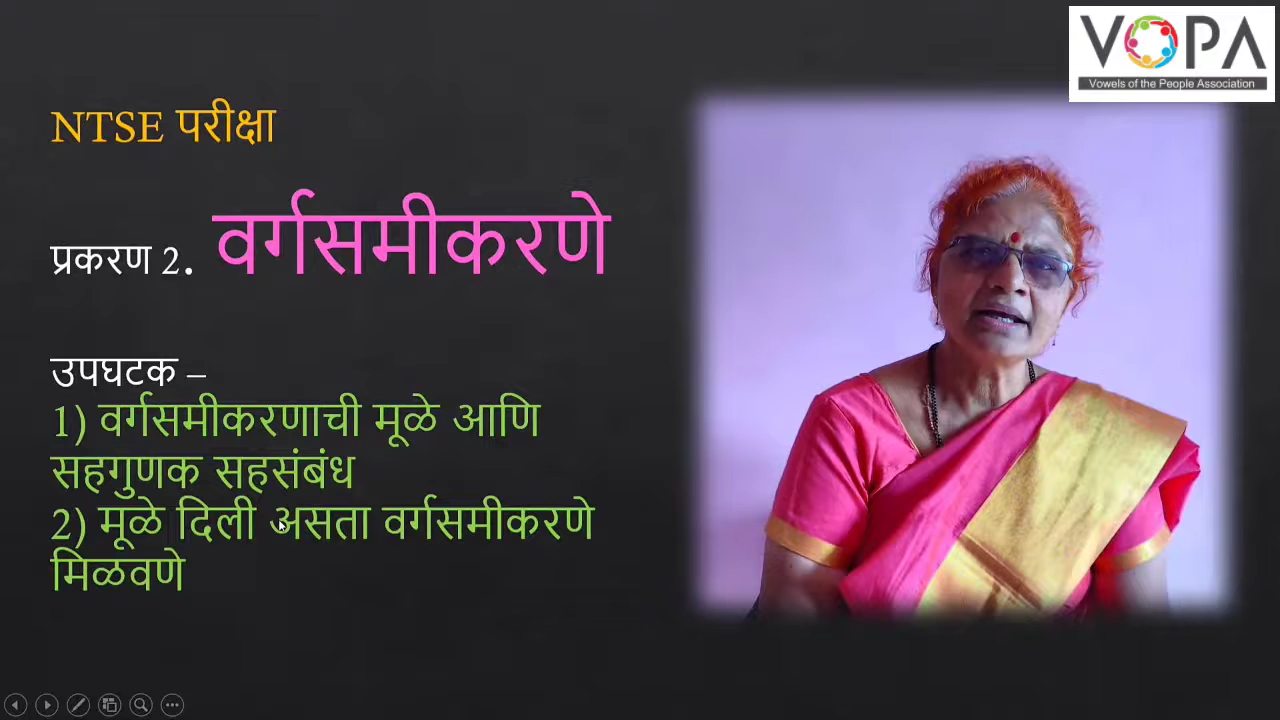 VOPA
Vowels of the People Association
NTSE परीक्षा
प्रकरण 2. वर्गसमीकरणे
उपघटक –
1) वर्गसमीकरणाची मूळे आणि
सहगुणक सहसंबंध
2) मूळे दिली असता वर्गसमीकरणे
मिळवणे